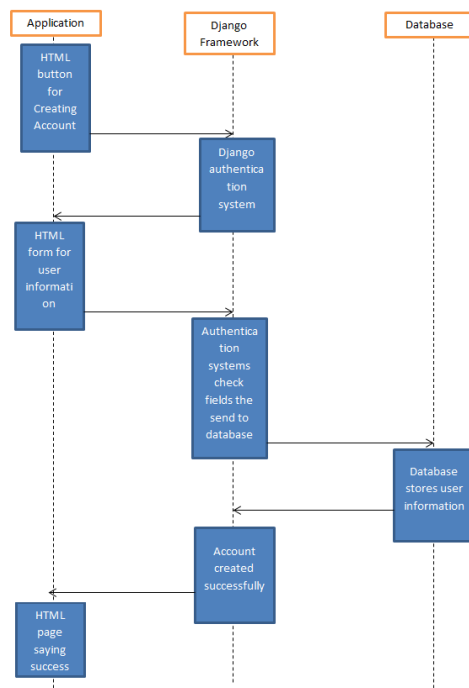 Application
Django
Framework
Database
HTML
button
for
Creating
Account
Django
authentica
tion
system
HTML
form for
user
informati
on
Authentica
tion
systems
check
fields the
send to
database
Database
stores user
information
Account
created
successfully
HTML
page
saying
success